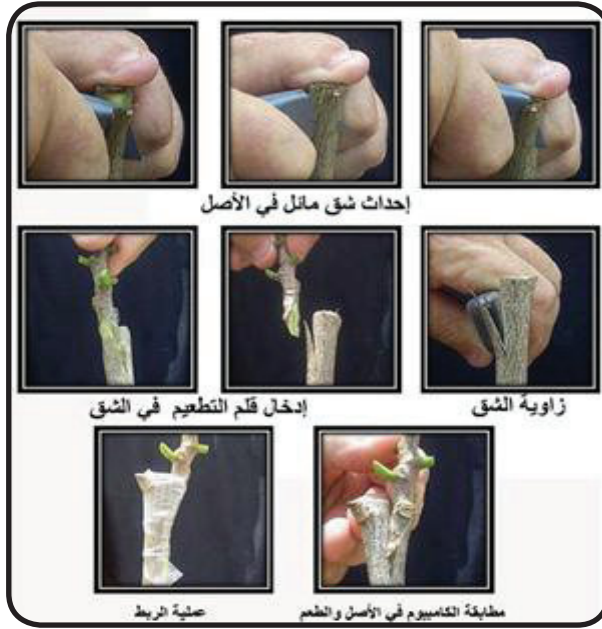 إحداث شق مائل في الأصل
زاوية الشق
إدخال قلم التطعيم في الشق
مطابقة الكامبيوم في الأصل والطعم
عملية الربط